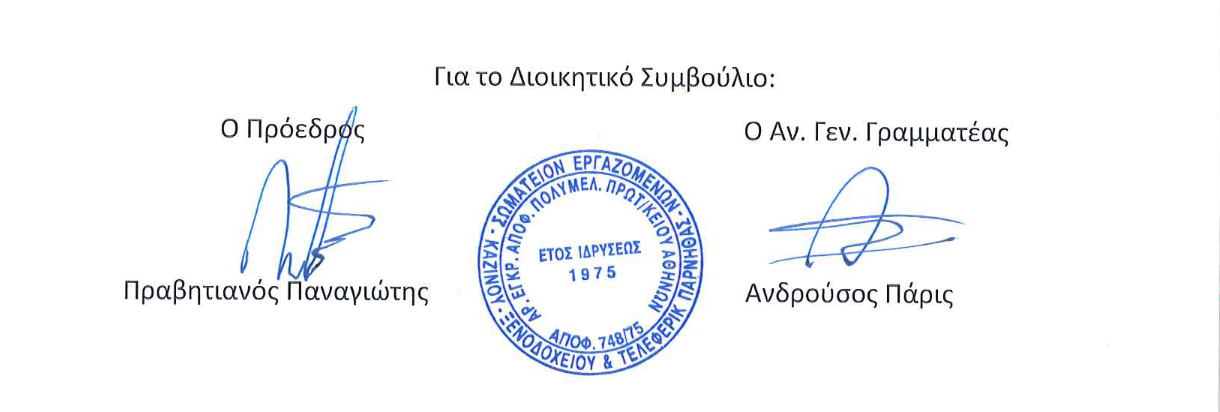 Για το Διοικητικό Συμβούλιο:
Ο Πρόεδρος
Ο Αν. Γεν. Γραμματέας
ΣΩΜΑΤΕΙΟΝ ΕΡΓΑΖΟΜΕΝΩΝ · ΞΕΝΟΔΟΧΕΙΟΥ & ΤΕΛΕΦΕΡΙΚ ΠΑΡΝΗΘΑΣ ·
ΑΡ. ΕΓΚΡ. ΑΠΟΦ. ΠΟΛΥΜΕΛ. ΠΡΩΤ/ΚΕΙΟΥ ΑΘΗΝΩΝ
ΕΤΟΣ ΙΔΡΥΣΕΩΣ
1975
ΑΠΟΦ. 748/75
Πραβητιανός Παναγιώτης
Ανδρούσος Πάρις